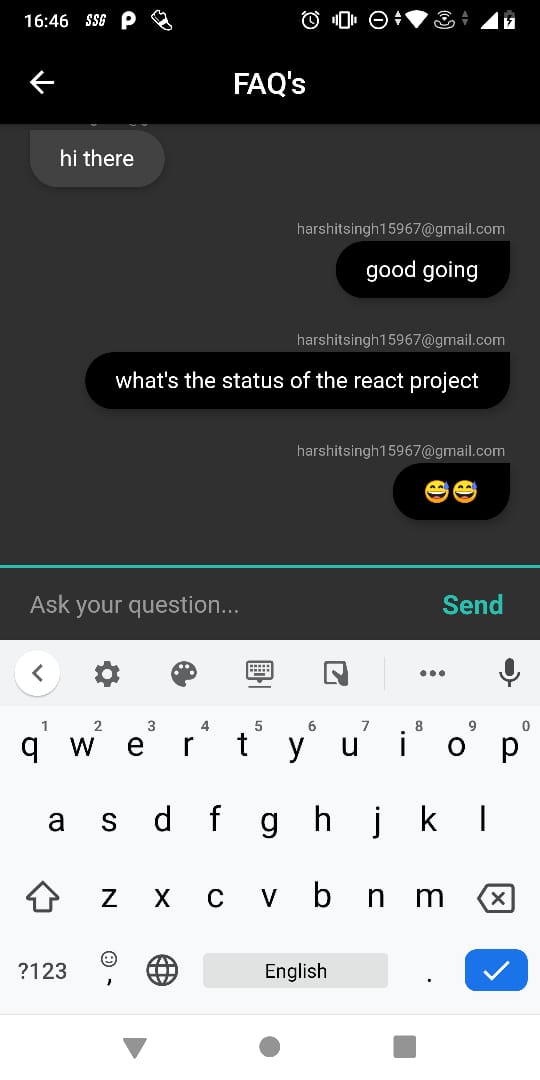 16:46 SSG P
FAQ's
hi there
harshitsingh15967@gmail.com
good going
harshitsingh15967@gmail.com
what's the status of the react project
harshitsingh15967@gmail.com
😅😅
Ask your question... Send
1 2 3 4 5 6 7 8 9 0
q w e r t y u i o p
a s d f g h j k l
z x c v b n m
?123 , English .